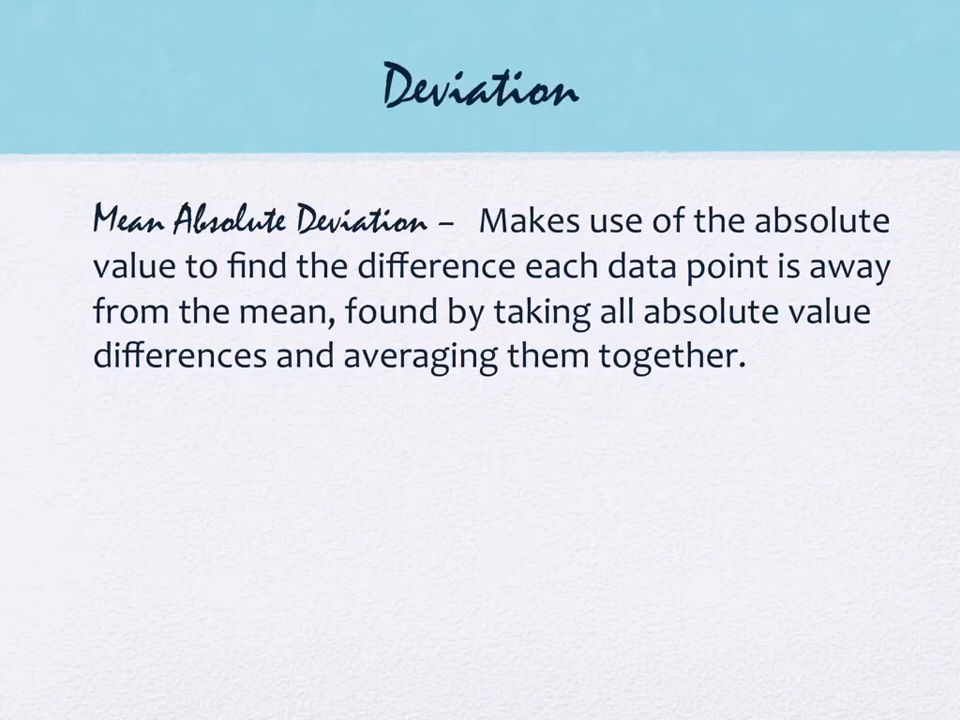 Deviation
Mean Absolute Deviation – Makes use of the absolute
value to find the difference each data point is away
from the mean, found by taking all absolute value
differences and averaging them together.